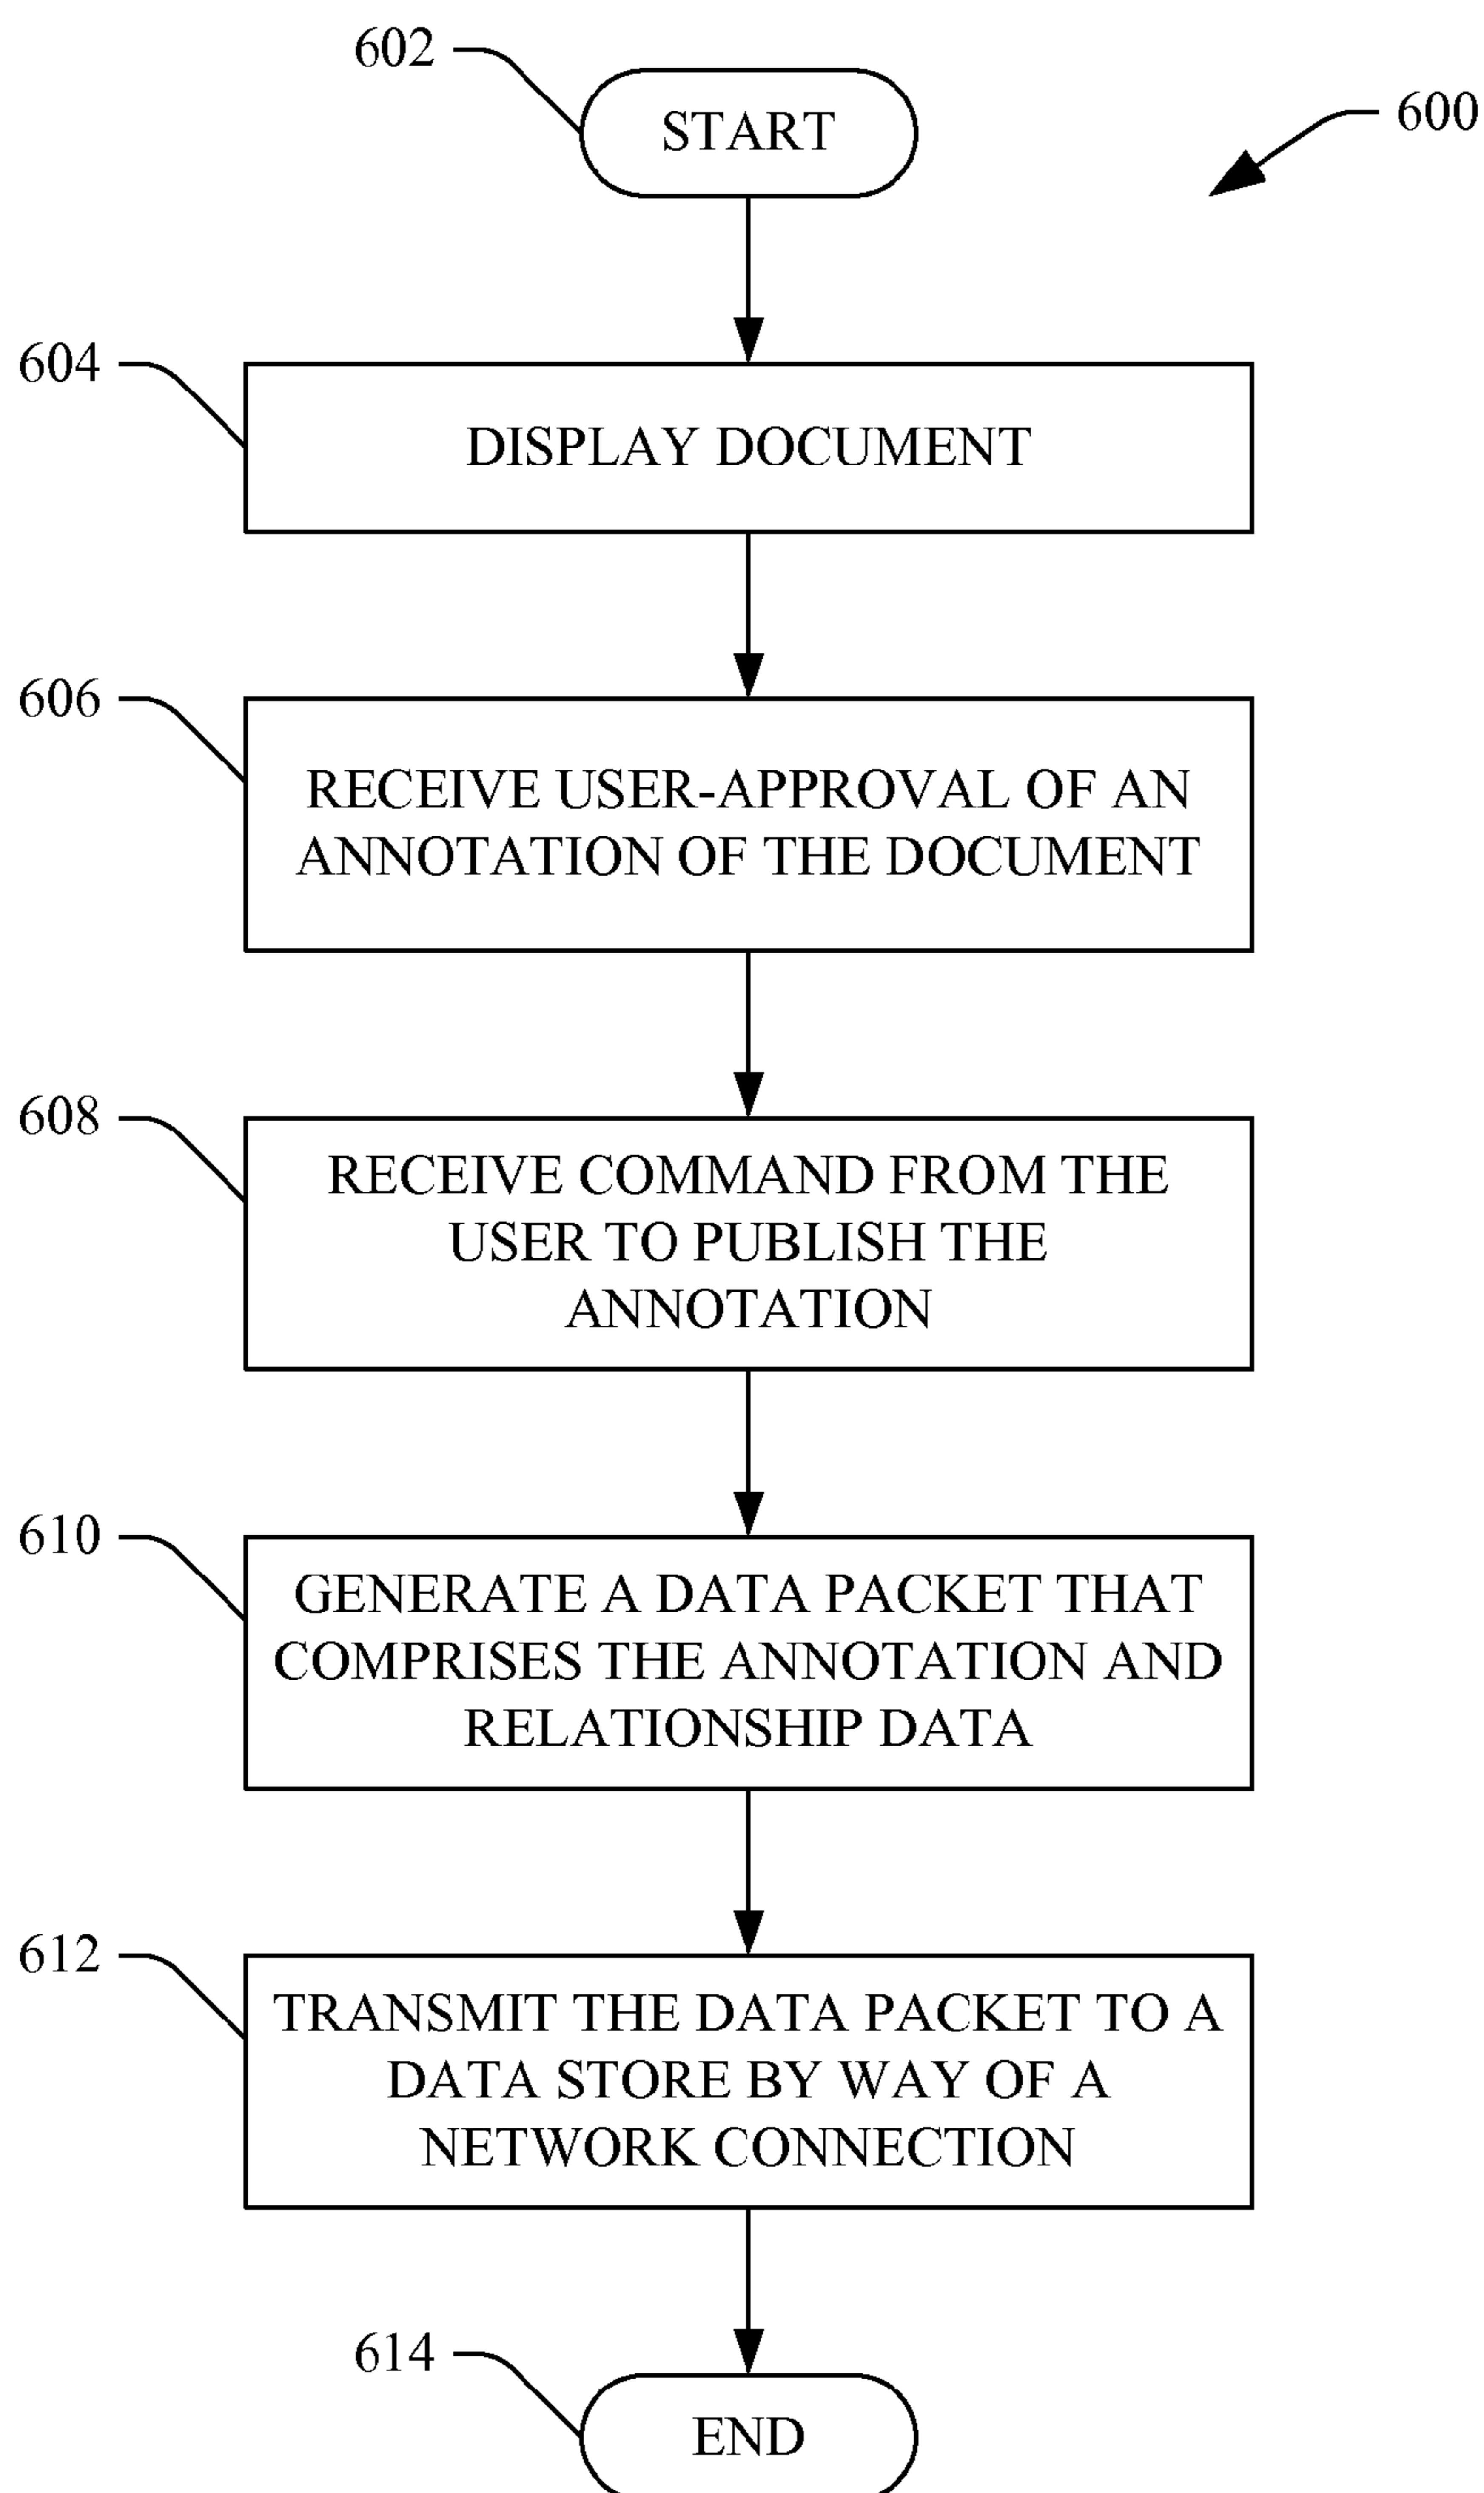 602
START
600
604
DISPLAY DOCUMENT
606
RECEIVE USER-APPROVAL OF AN
ANNOTATION OF THE DOCUMENT
608
RECEIVE COMMAND FROM THE
USER TO PUBLISH THE
ANNOTATION
610
GENERATE A DATA PACKET THAT
COMPRISES THE ANNOTATION AND
RELATIONSHIP DATA
612
TRANSMIT THE DATA PACKET TO A
DATA STORE BY WAY OF A
NETWORK CONNECTION
614
END